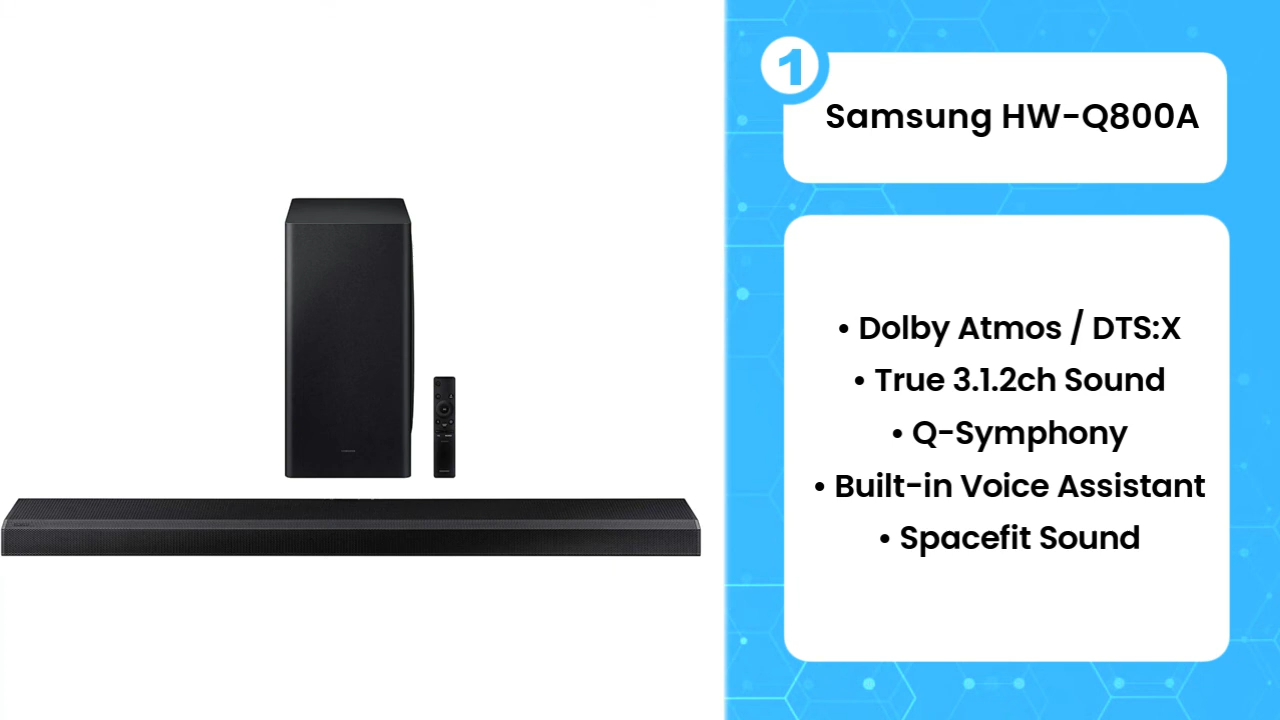 1
Samsung HW-Q800A
• Dolby Atmos / DTS:X
• True 3.1.2ch Sound
• Q-Symphony
• Built-in Voice Assistant
• Spacefit Sound